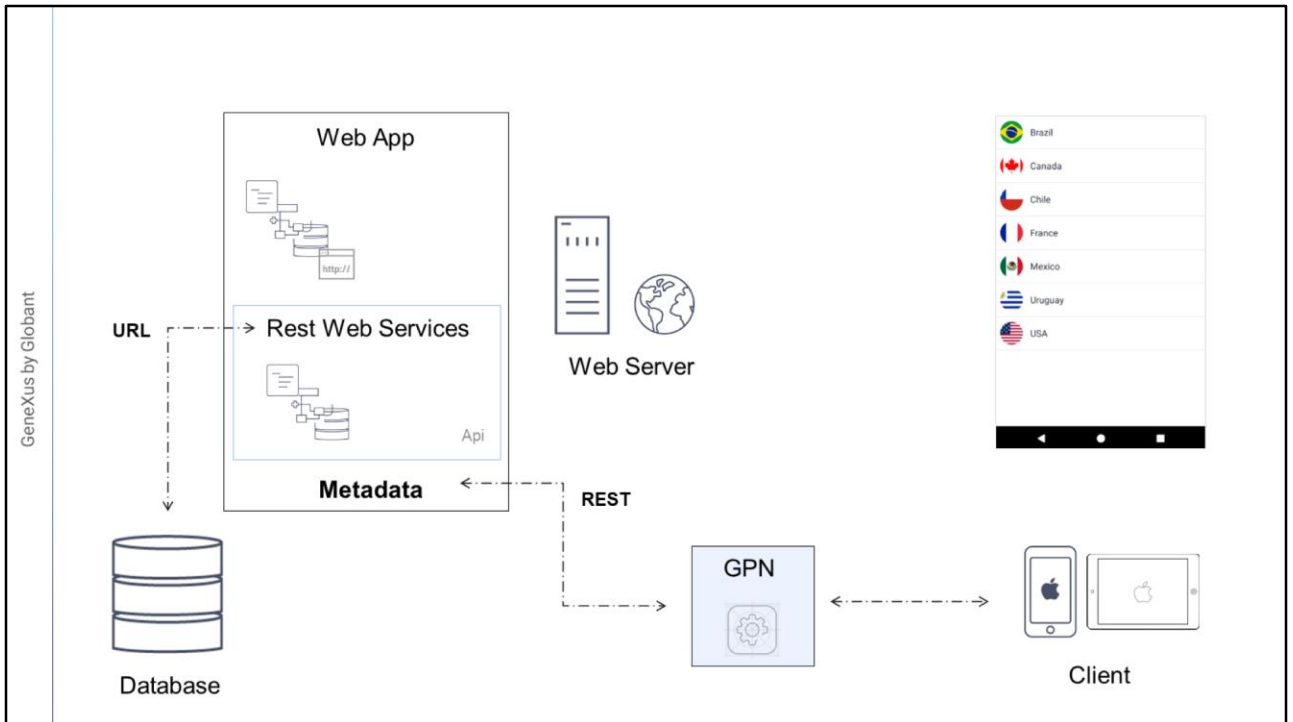 GeneXus by Globant
Web App
http://
URL
Rest Web Services
Api
Metadata
Web Server
REST
Database
GPN
Client
Brazil
Canada
Chile
France
Mexico
Uruguay
USA